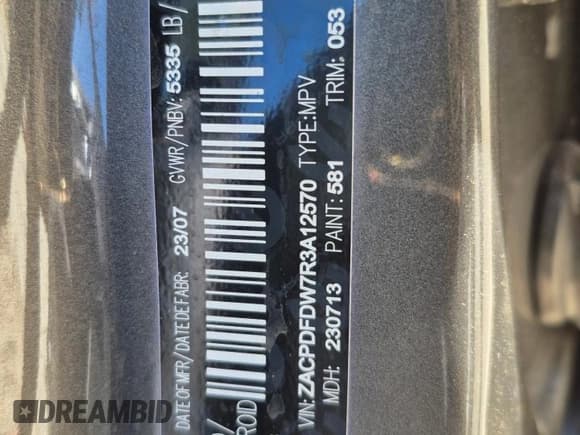 DATE OF MFR/DATE DE FABR: 23/07 GVWR/PNBV: 5335 LB /
VIN: ZACPDFDW7R3A12570 TYPE: MPV
MDH: 230713 PAINT: 581 TRIM: 053
DREAMBID